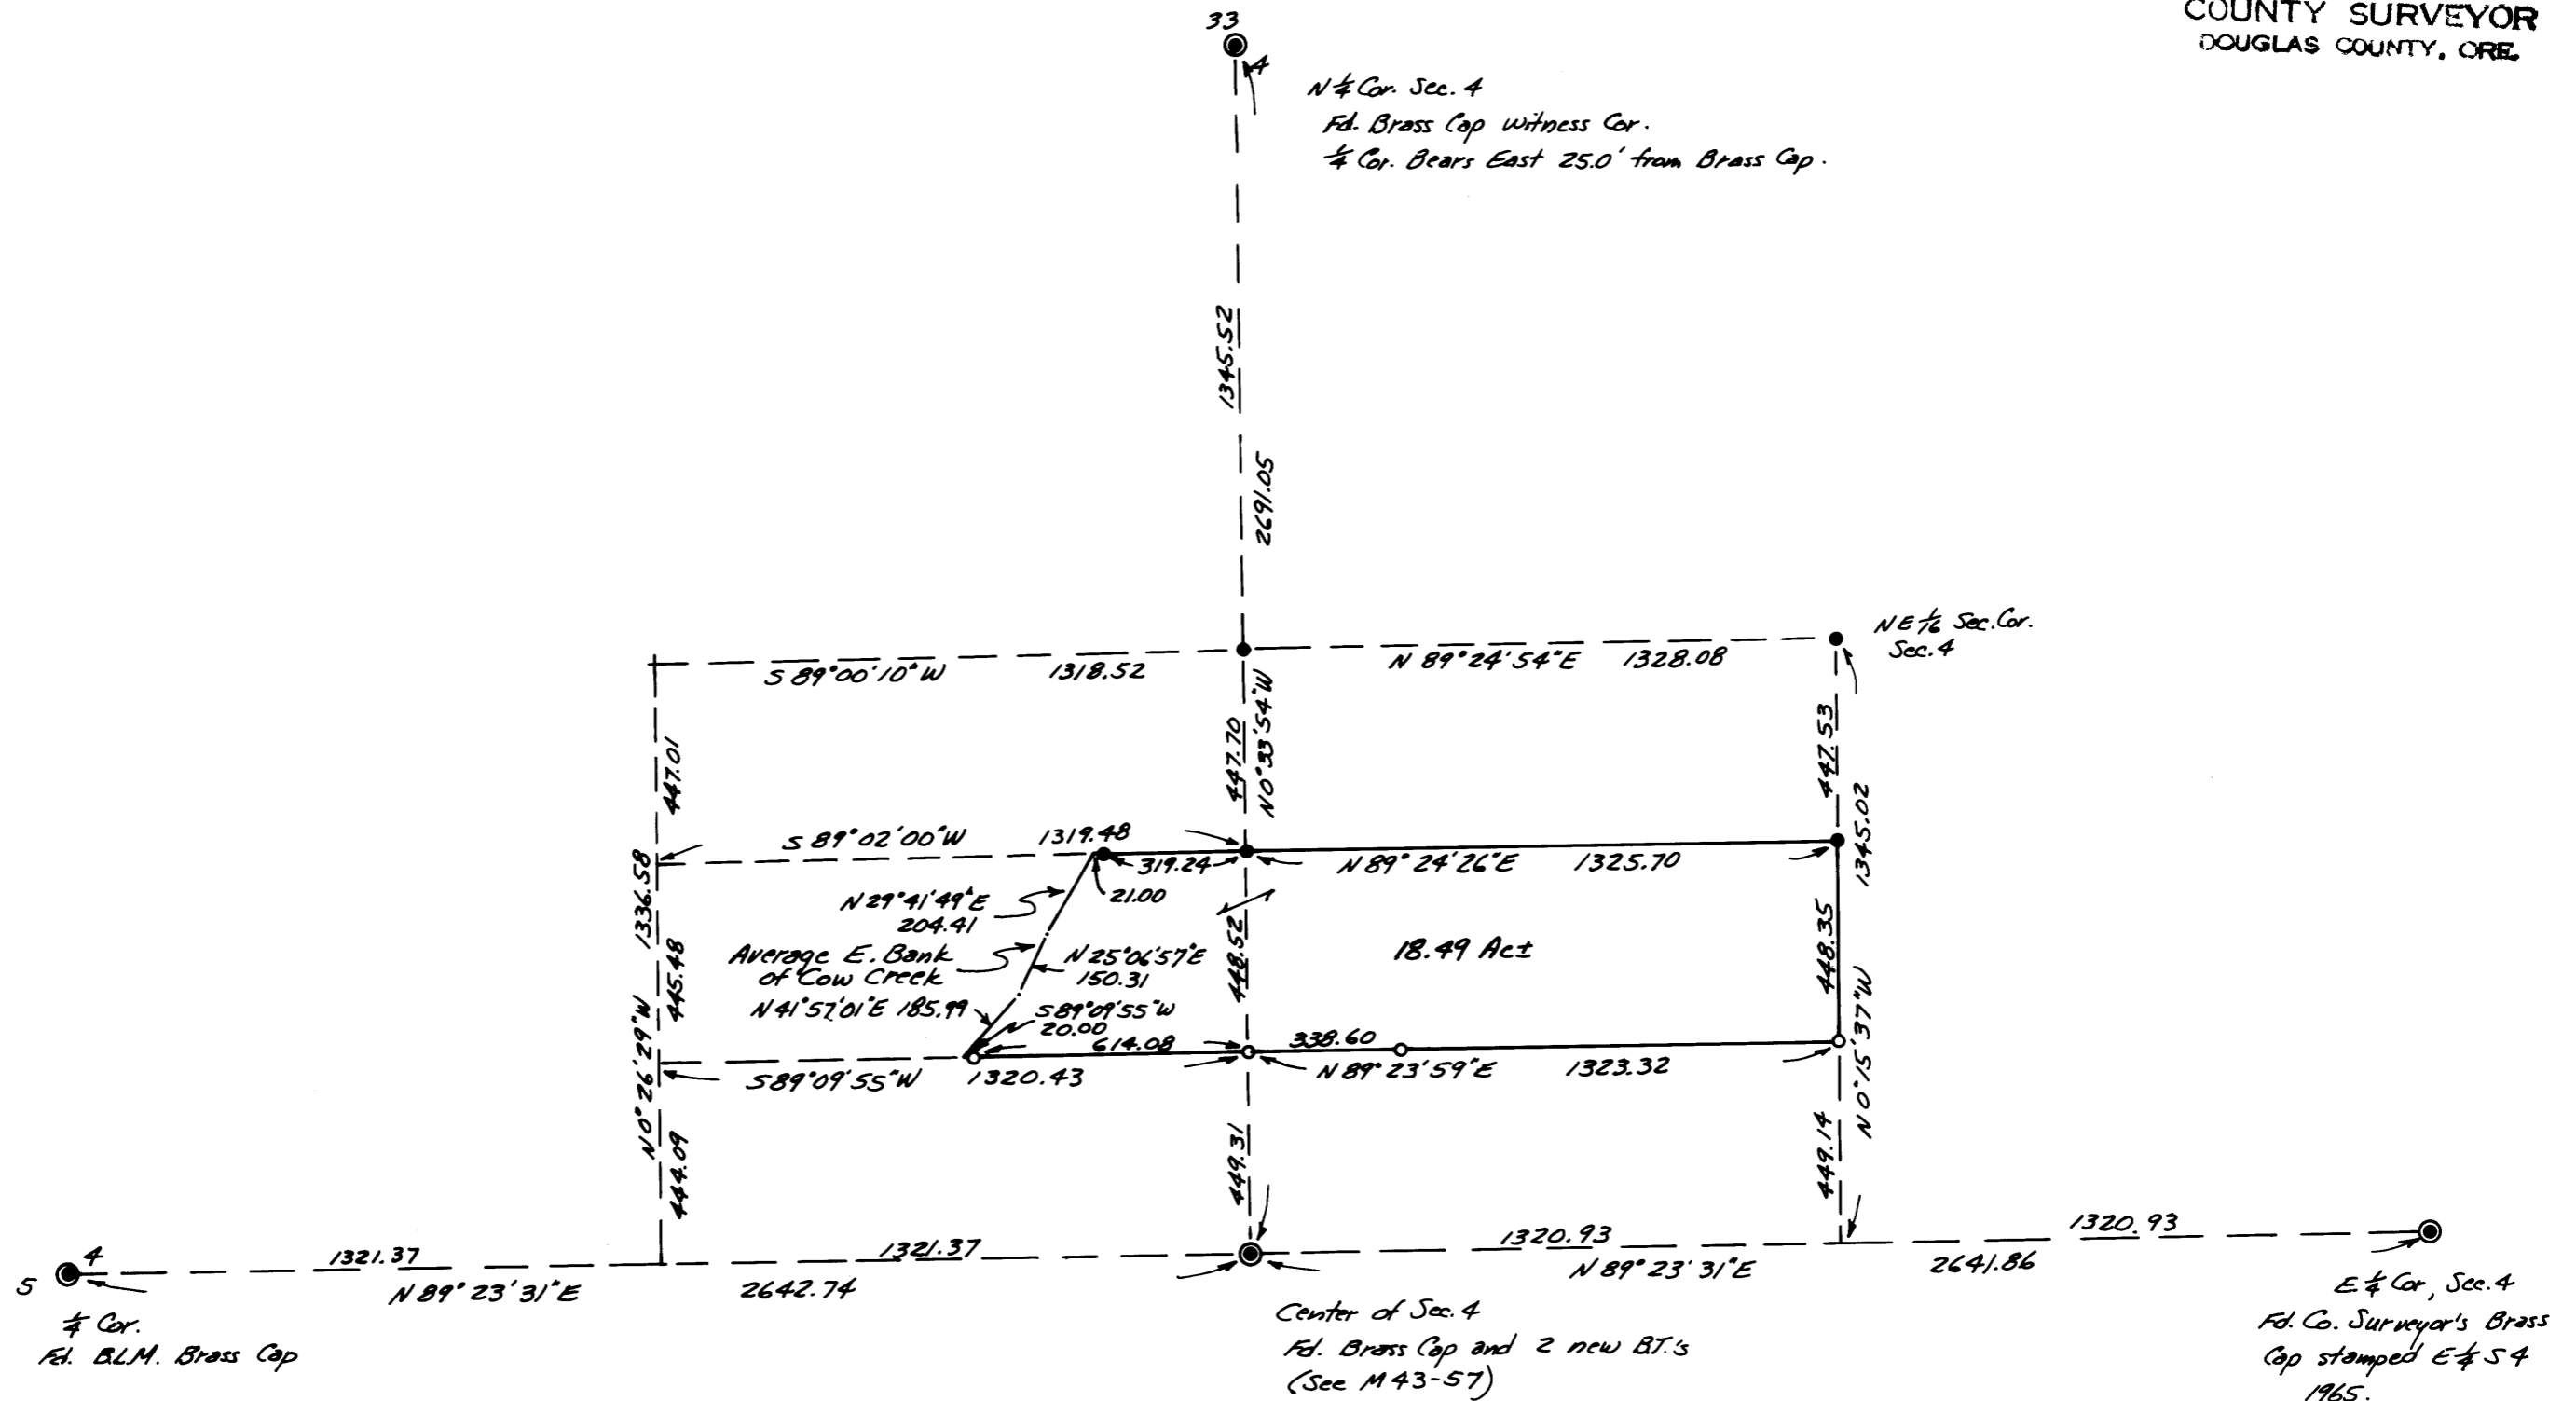 COUNTY SURVEYOR
DOUGLAS COUNTY, ORE.
33
4
N ¼ Cor. Sec. 4
Fd. Brass Cap witness Cor.
¼ Cor. Bears East 25.0' from Brass Cap.
1345.52
2691.05
NE 1/16 Sec. Cor.
Sec. 4
S 89°00'10"W 1318.52
N 89°24'54"E 1328.08
447.01
447.70
N0°33'54"W
447.53
1345.02
S 89°02'00"W 1319.48
319.24
N 89°24'26"E 1325.70
21.00
N 29°41'49"E
204.41
Average E. Bank
of Cow Creek
N 25°06'57"E
150.31
N 41°57'01"E 185.99
S89°09'55"W
20.00
1336.58
445.48
N0°26'29"W
448.52
18.49 Ac±
448.35
N0°15'37"W
614.08
338.60
S89°09'55"W 1320.43
N 89°23'59"E 1323.32
444.09
449.31
449.14
5
4
1321.37
1321.37
1320.93
1320.93
N 89°23'31"E
2642.74
N 89°23'31"E
2641.86
¼ Cor.
Fd. B.L.M. Brass Cap
Center of Sec. 4
Fd. Brass Cap and 2 new B.T.'s
(See M 43-57)
E ¼ Cor, Sec. 4
Fd. Co. Surveyor's Brass
Cap stamped E ¼ S 4
1965.